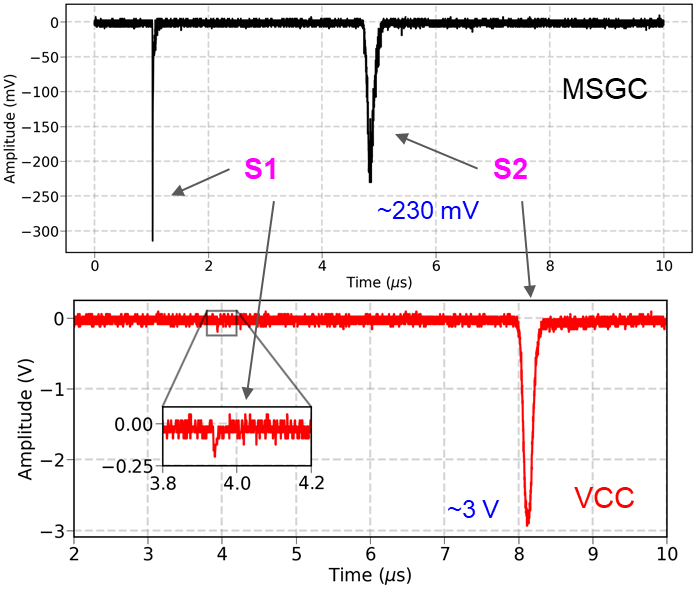 0
−50
−100
−150
−200
−250
−300
Amplitude (mV)
MSGC
S1
S2
~230 mV
0 2 4 6 8 10
Time (μs)
0
−1
−2
−3
Amplitude (V)
0.00
−0.25
3.8 4.0 4.2
~3 V
VCC
2 3 4 5 6 7 8 9 10
Time (μs)